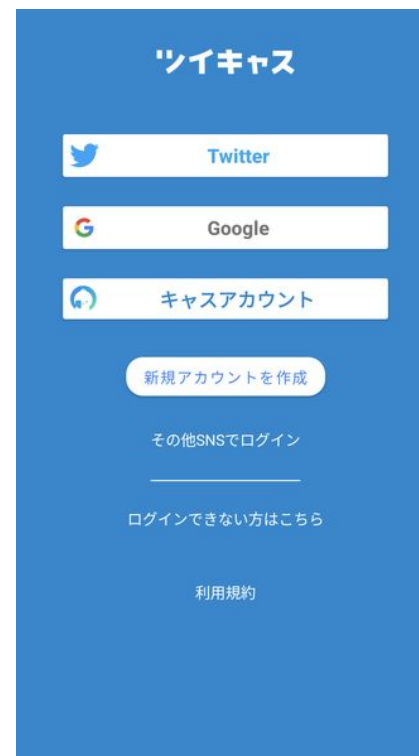 ツイキャス
Twitter
Google
キャスアカウント
新規アカウントを作成
その他SNSでログイン
ログインできない方はこちら
利用規約